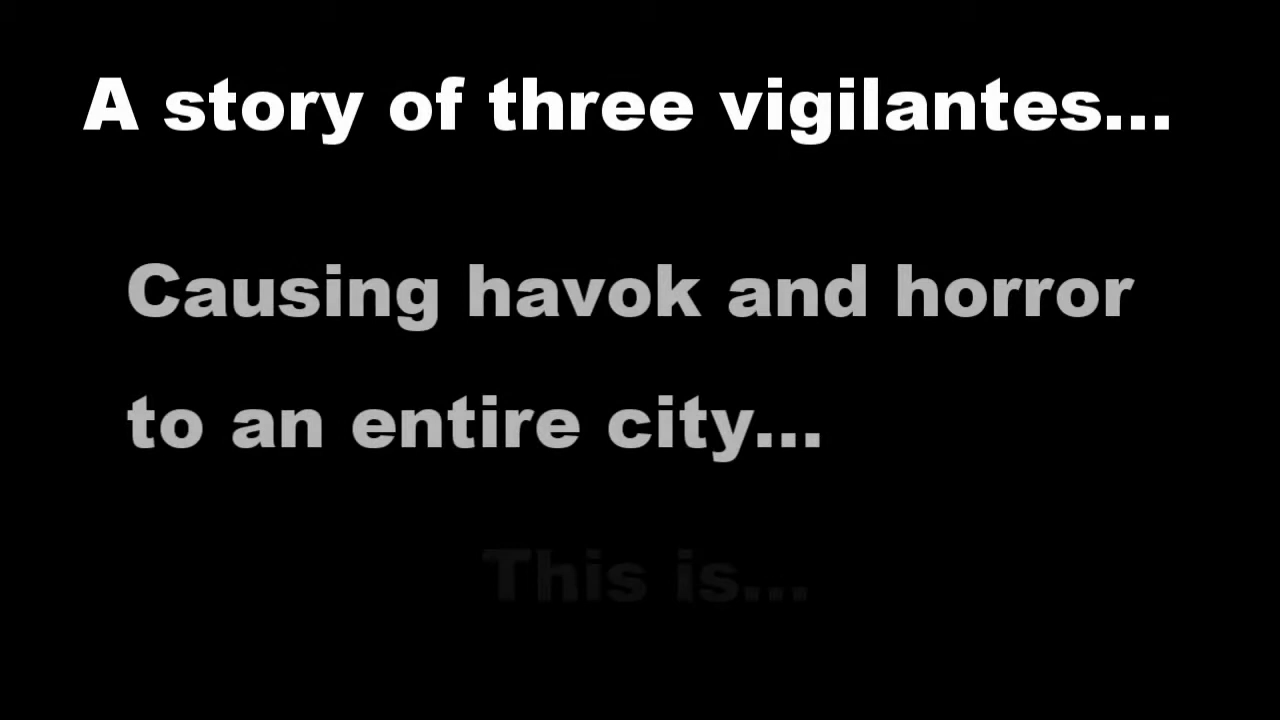 A story of three vigilantes...
Causing havok and horror
to an entire city...
This is...